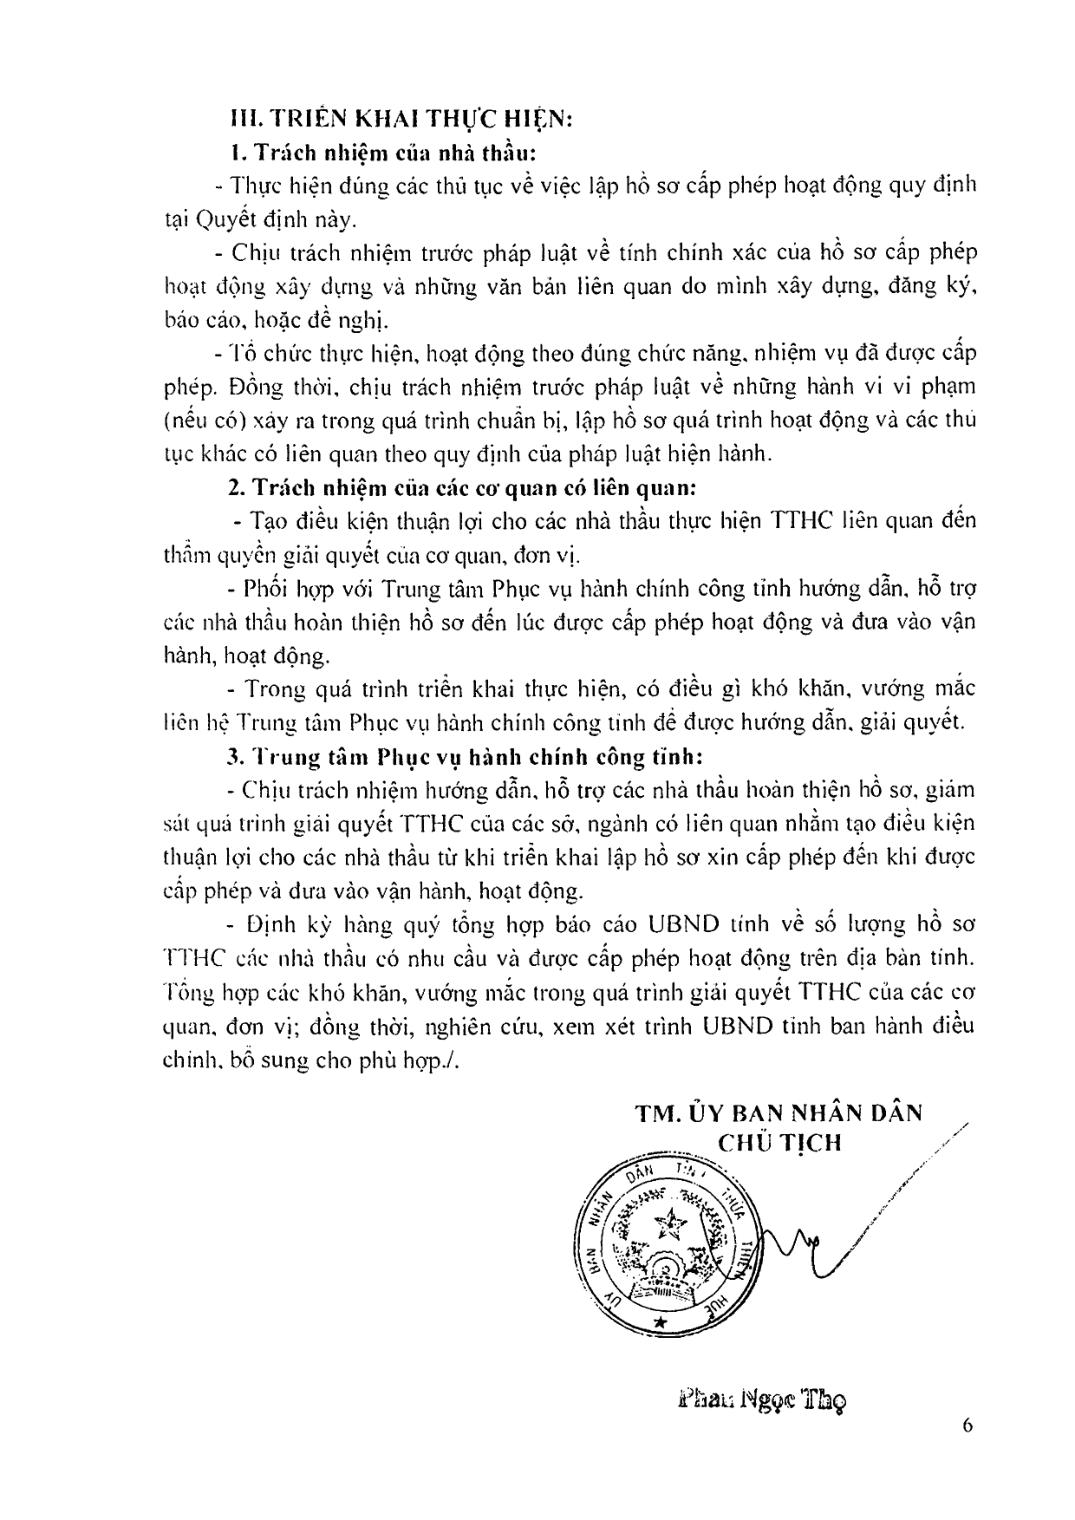 III. TRIỂN KHAI THỰC HIỆN:
1. Trách nhiệm của nhà thầu:
- Thực hiện đúng các thủ tục về việc lập hồ sơ cấp phép hoạt động quy định
tại Quyết định này.
- Chịu trách nhiệm trước pháp luật về tính chính xác của hồ sơ cấp phép
hoạt động xây dựng và những văn bản liên quan do mình xây dựng, đăng ký,
báo cáo, hoặc đề nghị.
- Tổ chức thực hiện, hoạt động theo đúng chức năng, nhiệm vụ đã được cấp
phép. Đồng thời, chịu trách nhiệm trước pháp luật về những hành vi vi phạm
(nếu có) xảy ra trong quá trình chuẩn bị, lập hồ sơ quá trình hoạt động và các thủ
tục khác có liên quan theo quy định của pháp luật hiện hành.
2. Trách nhiệm của các cơ quan có liên quan:
- Tạo điều kiện thuận lợi cho các nhà thầu thực hiện TTHC liên quan đến
thẩm quyền giải quyết của cơ quan, đơn vị.
- Phối hợp với Trung tâm Phục vụ hành chính công tỉnh hướng dẫn, hỗ trợ
các nhà thầu hoàn thiện hồ sơ đến lúc được cấp phép hoạt động và đưa vào vận
hành, hoạt động.
- Trong quá trình triển khai thực hiện, có điều gì khó khăn, vướng mắc
liên hệ Trung tâm Phục vụ hành chính công tỉnh để được hướng dẫn, giải quyết.
3. Trung tâm Phục vụ hành chính công tỉnh:
- Chịu trách nhiệm hướng dẫn, hỗ trợ các nhà thầu hoàn thiện hồ sơ, giám
sát quá trình giải quyết TTHC của các sở, ngành có liên quan nhằm tạo điều kiện
thuận lợi cho các nhà thầu từ khi triển khai lập hồ sơ xin cấp phép đến khi được
cấp phép và đưa vào vận hành, hoạt động.
- Định kỳ hàng quý tổng hợp báo cáo UBND tỉnh về số lượng hồ sơ
TTHC các nhà thầu có nhu cầu và được cấp phép hoạt động trên địa bàn tỉnh.
Tổng hợp các khó khăn, vướng mắc trong quá trình giải quyết TTHC của các cơ
quan, đơn vị; đồng thời, nghiên cứu, xem xét trình UBND tỉnh ban hành điều
chỉnh, bổ sung cho phù hợp./.
TM. ỦY BAN NHÂN DÂN
CHỦ TỊCH
ỦY BAN NHÂN DÂN TỈNH THỪA THIÊN HUẾ
Phan Ngọc Thọ
6